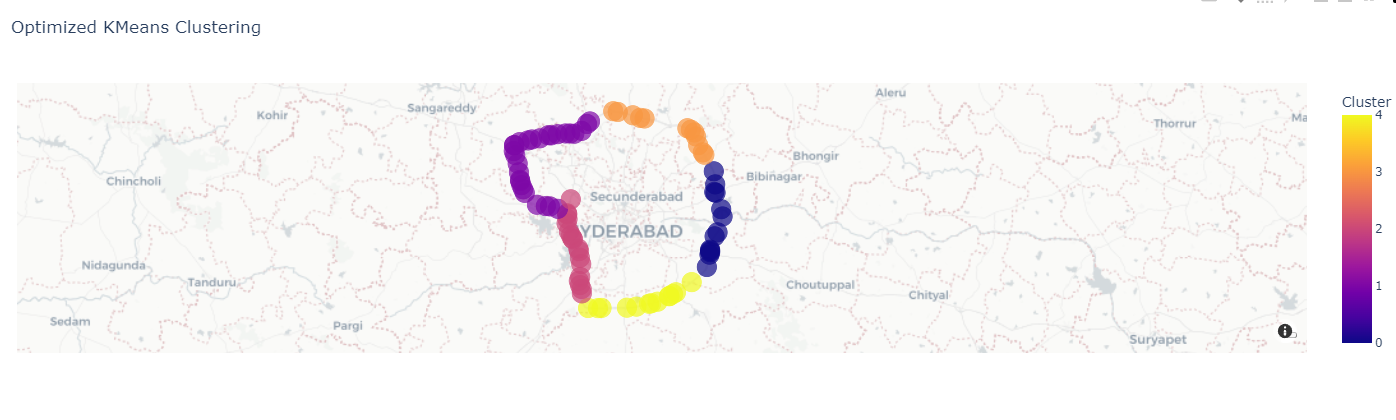 Optimized KMeans Clustering
Aleru
Cluster
Kohir
Sangareddy
4
Thorrur
Ma
Bhongir
3
Chincholi
Bibinagar
Secunderabad
2
YDERABAD
Nidagunda
Tanduru
Choutuppal
1
Chityal
Sedam
Pargi
Suryapet
0